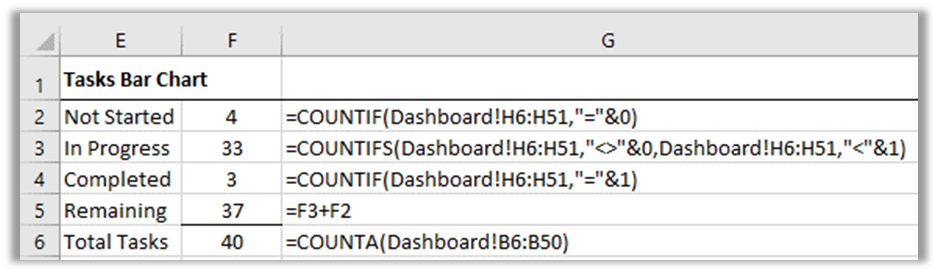 E F G
1 Tasks Bar Chart
2 Not Started 4 =COUNTIF(Dashboard!H6:H51,"="&0)
3 In Progress 33 =COUNTIFS(Dashboard!H6:H51,"<>"&0,Dashboard!H6:H51,"<"&1)
4 Completed 3 =COUNTIF(Dashboard!H6:H51,"="&1)
5 Remaining 37 =F3+F2
6 Total Tasks 40 =COUNTA(Dashboard!B6:B50)